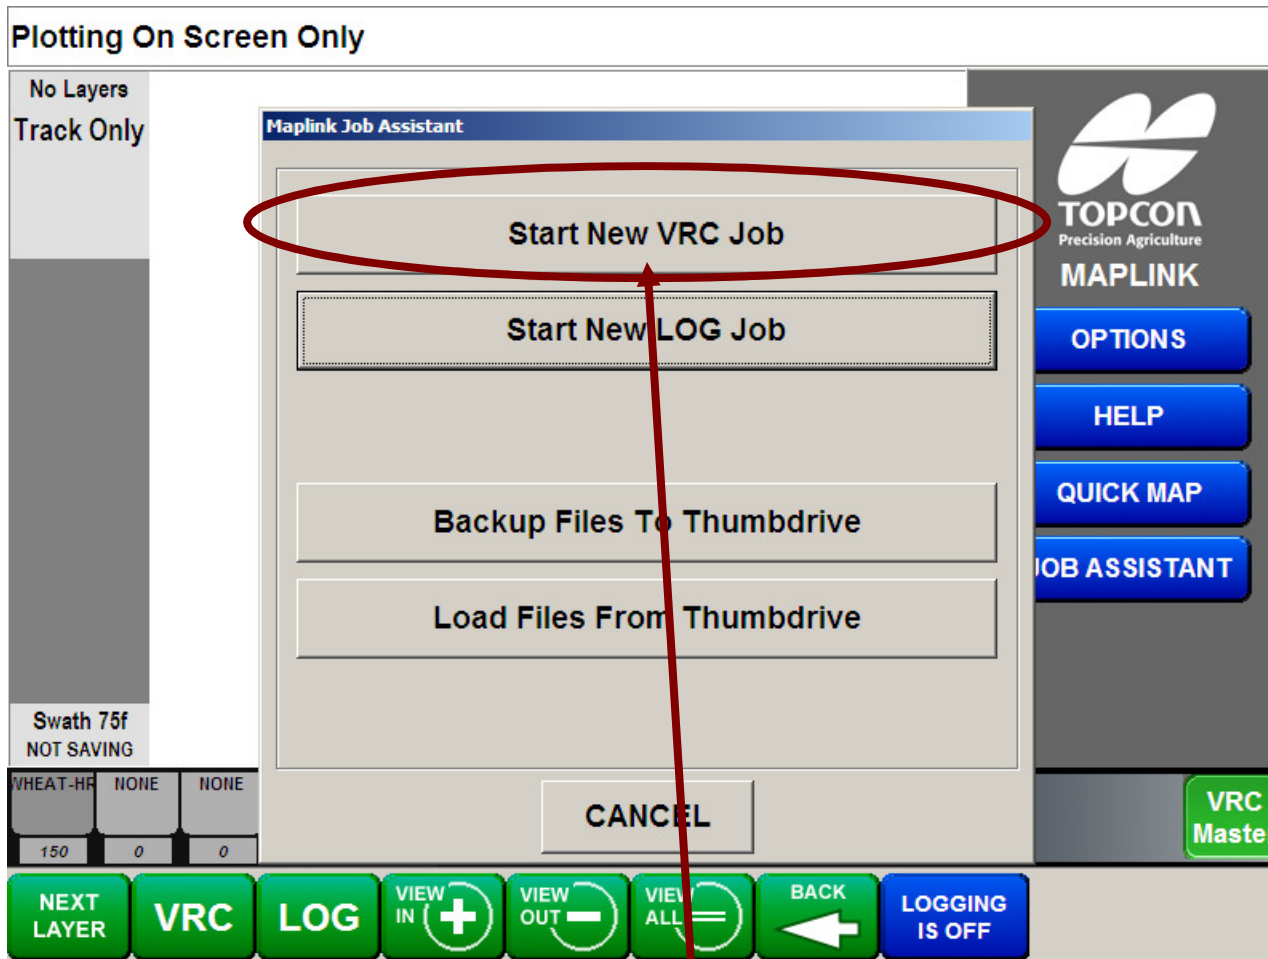 Plotting On Screen Only
No Layers
Track Only
Maplink Job Assistant
Start New VRC Job
Start New LOG Job
Backup Files To Thumbdrive
Load Files From Thumbdrive
CANCEL
TOPCON
Precision Agriculture
MAPLINK
OPTIONS
HELP
QUICK MAP
JOB ASSISTANT
Swath 75f
NOT SAVING
WHEAT-HR
NONE
NONE
150
0
0
VRC
Maste
NEXT
LAYER
VRC
LOG
VIEW
IN
VIEW
OUT
VIEW
ALL
BACK
LOGGING
IS OFF